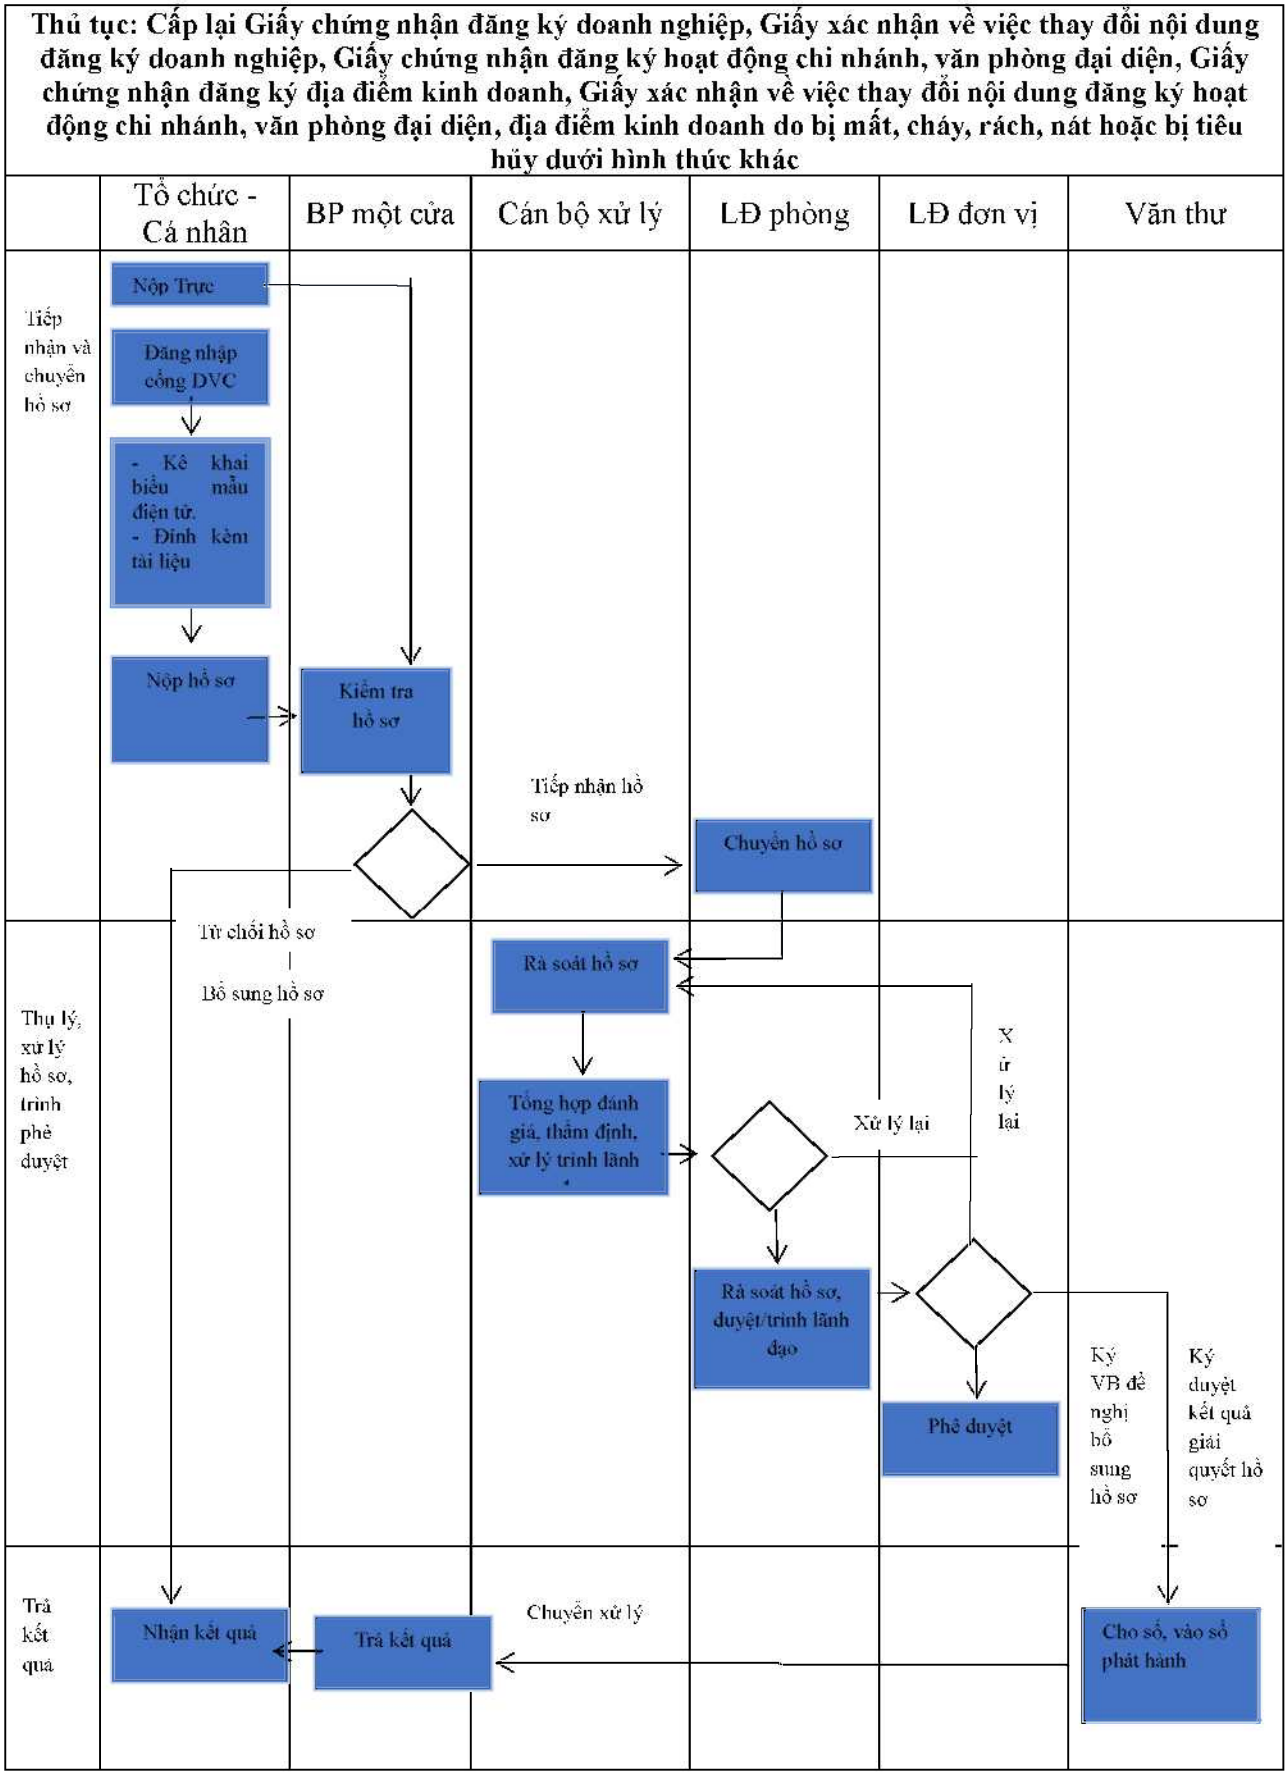 Thủ tục: Cấp lại Giấy chứng nhận đăng ký doanh nghiệp, Giấy xác nhận về việc thay đổi nội dung
đăng ký doanh nghiệp, Giấy chứng nhận đăng ký hoạt động chi nhánh, văn phòng đại diện, Giấy
chứng nhận đăng ký địa điểm kinh doanh, Giấy xác nhận về việc thay đổi nội dung đăng ký hoạt
động chi nhánh, văn phòng đại diện, địa điểm kinh doanh do bị mất, cháy, rách, nát hoặc bị tiêu
hủy dưới hình thức khác
Tổ chức -
Cá nhân
BP một cửa
Cán bộ xử lý
LĐ phòng
LĐ đơn vị
Văn thư
Tiếp
nhận và
chuyển
hồ sơ
Nộp Trực
Đăng nhập
cổng DVC
- Kê khai
biểu mẫu
điện tử.
- Đính kèm
tài liệu
Nộp hồ sơ
Kiểm tra
hồ sơ
Tiếp nhận hồ
sơ
Chuyển hồ sơ
Từ chối hồ sơ
Bổ sung hồ sơ
Thụ lý,
xử lý
hồ sơ,
trình
phê
duyệt
Rà soát hồ sơ
Tổng hợp đánh
giá, thẩm định,
xử lý trình lãnh
Xử lý lại
X
ử
lý
lại
Rà soát hồ sơ,
duyệt/trình lãnh
đạo
Phê duyệt
Ký
VB đề
nghị
bổ
sung
hồ sơ
Ký
duyệt
kết quả
giải
quyết hồ
sơ
Trả
kết
quả
Nhận kết quả
Trả kết quả
Chuyển xử lý
Cho số, vào sổ
phát hành